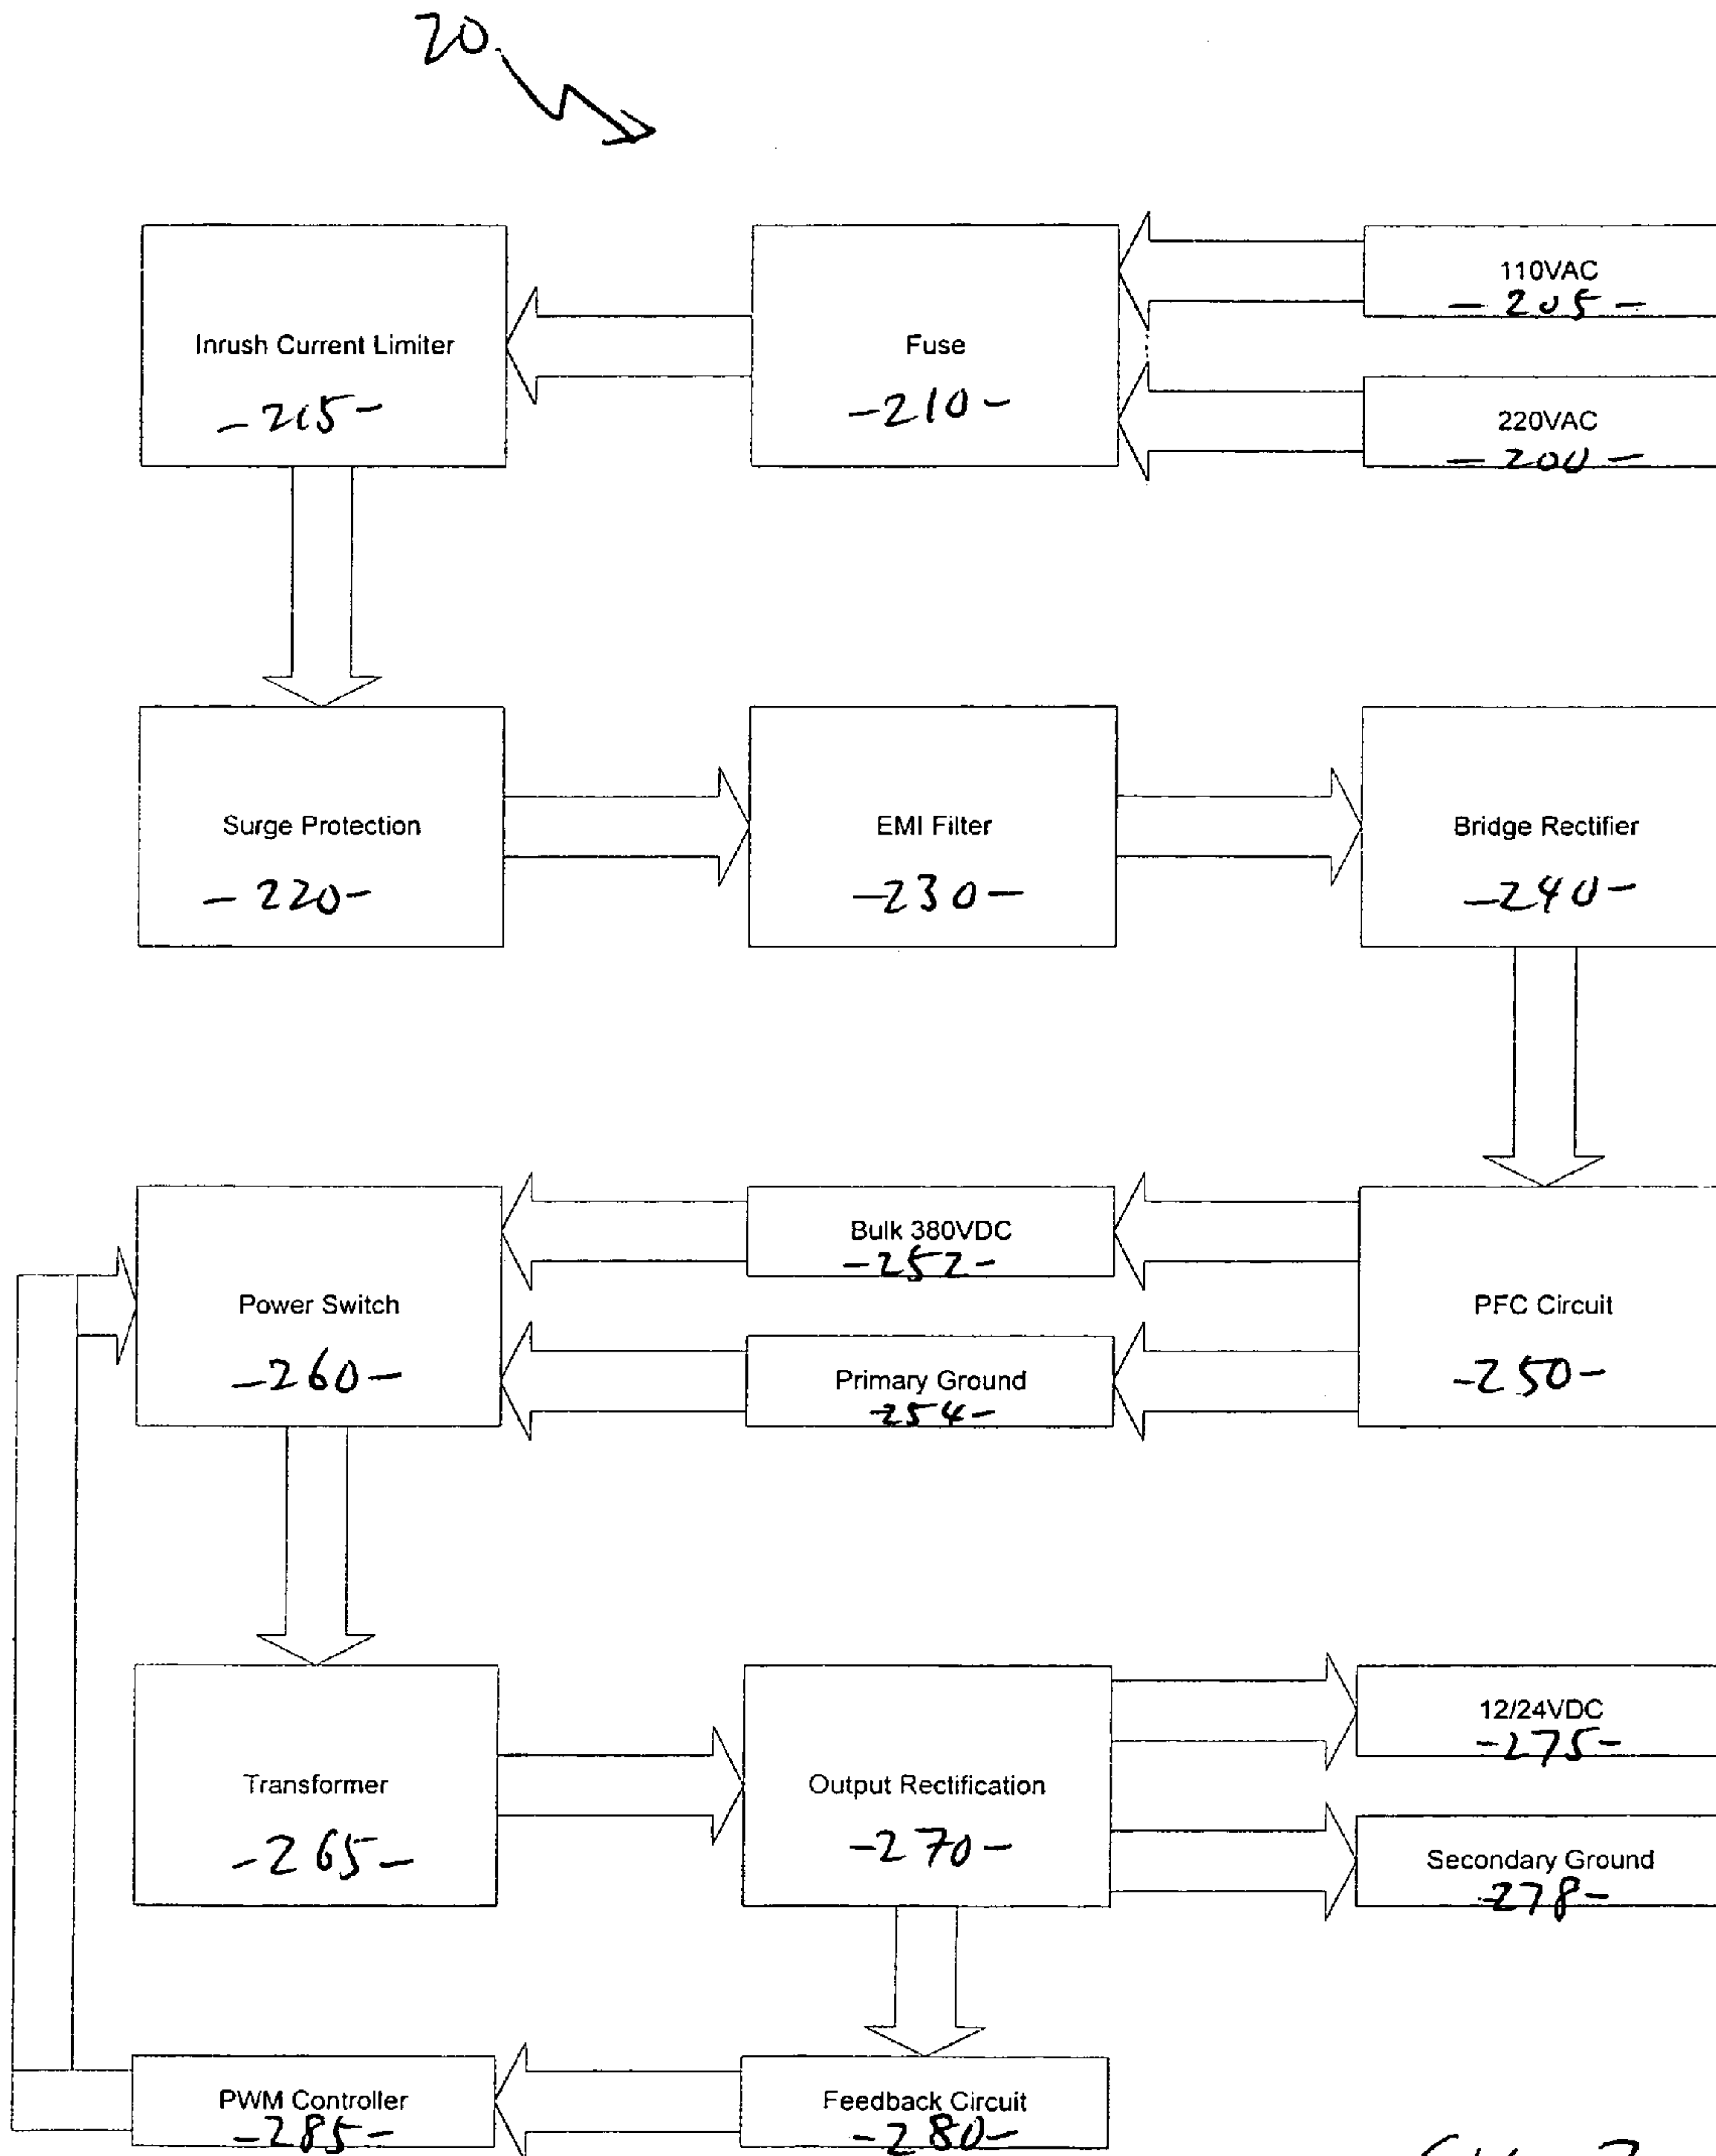 20
110VAC
- 205 -
Inrush Current Limiter
- 215 -
Fuse
- 210 -
220VAC
- 200 -
Surge Protection
- 220 -
EMI Filter
- 230 -
Bridge Rectifier
- 240 -
Bulk 380VDC
- 252 -
Power Switch
- 260 -
PFC Circuit
- 250 -
Primary Ground
- 254 -
12/24VDC
- 275 -
Transformer
- 265 -
Output Rectification
- 270 -
Secondary Ground
- 278 -
PWM Controller
- 285 -
Feedback Circuit
- 280 -